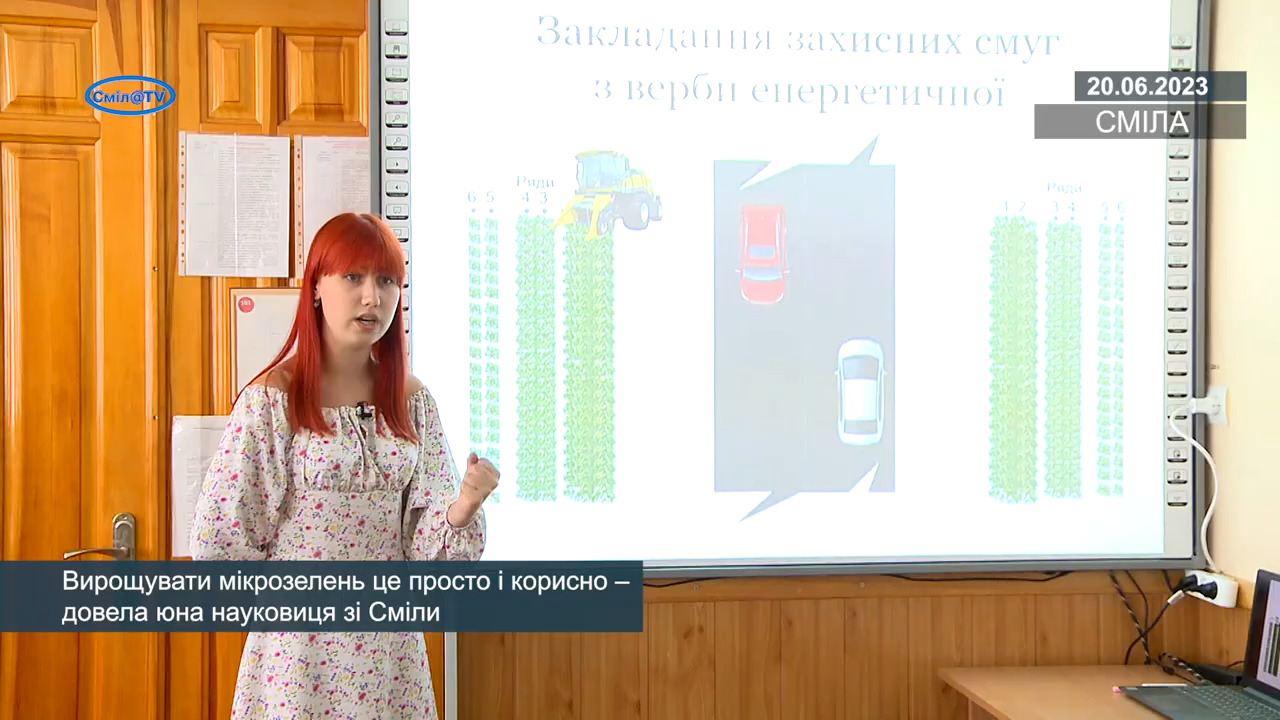 Закладання захисних смуг
з верби енергетичної
Сміл@TV
20.06.2023
СМІЛА
Ряди
6 5 4 3
Ряди
1 2 3 4 5 6
Вирощувати мікрозелень це просто і корисно –
довела юна науковиця зі Сміли